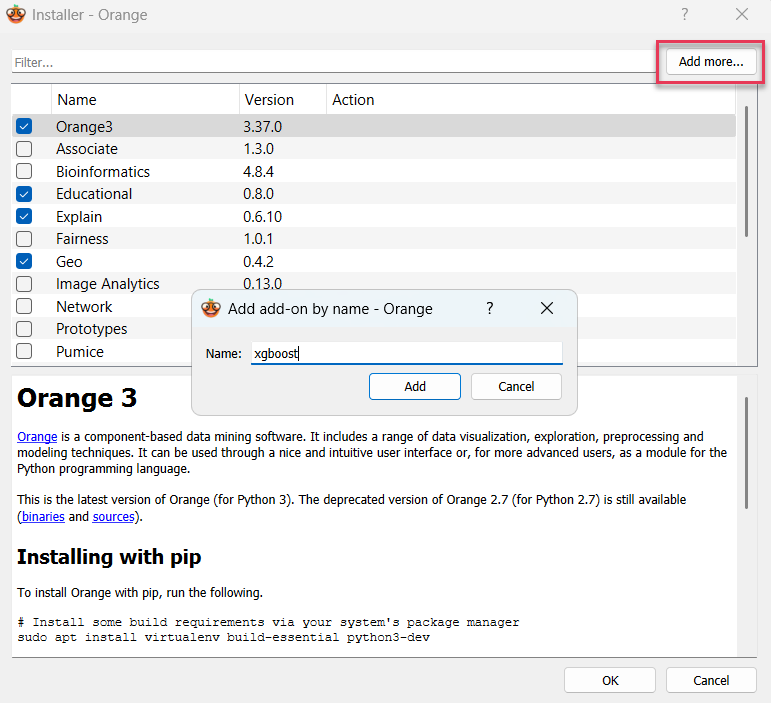 Installer - Orange
?
Filter...
Add more...
Name Version Action
Orange3 3.37.0
Associate 1.3.0
Bioinformatics 4.8.4
Educational 0.8.0
Explain 0.6.10
Fairness 1.0.1
Geo 0.4.2
Image Analytics 0.13.0
Network
Prototypes
Pumice
Add add-on by name - Orange
?
Name: xgboost
Add Cancel
Orange 3
Orange is a component-based data mining software. It includes a range of data visualization, exploration, preprocessing and
modeling techniques. It can be used through a nice and intuitive user interface or, for more advanced users, as a module for the
Python programming language.
This is the latest version of Orange (for Python 3). The deprecated version of Orange 2.7 (for Python 2.7) is still available
(binaries and sources).
Installing with pip
To install Orange with pip, run the following.
# Install some build requirements via your system's package manager
sudo apt install virtualenv build-essential python3-dev
OK Cancel